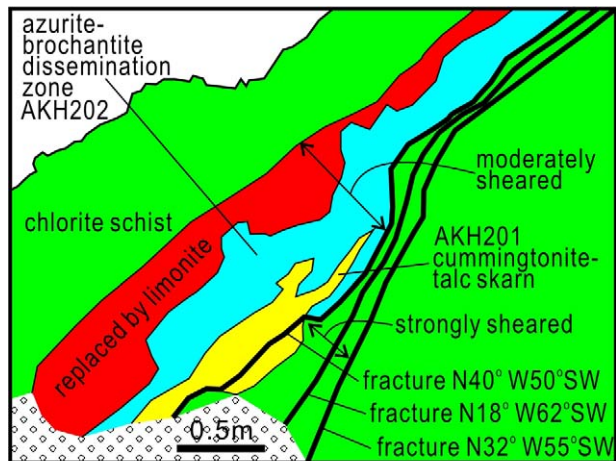 azurite-
brochantite
dissemination
zone
AKH202
moderately
sheared
chlorite schist
AKH201
cummingtonite-
talc skarn
replaced by limonite
strongly sheared
fracture N40° W50°SW
fracture N18° W62°SW
fracture N32° W55°SW
0.5m